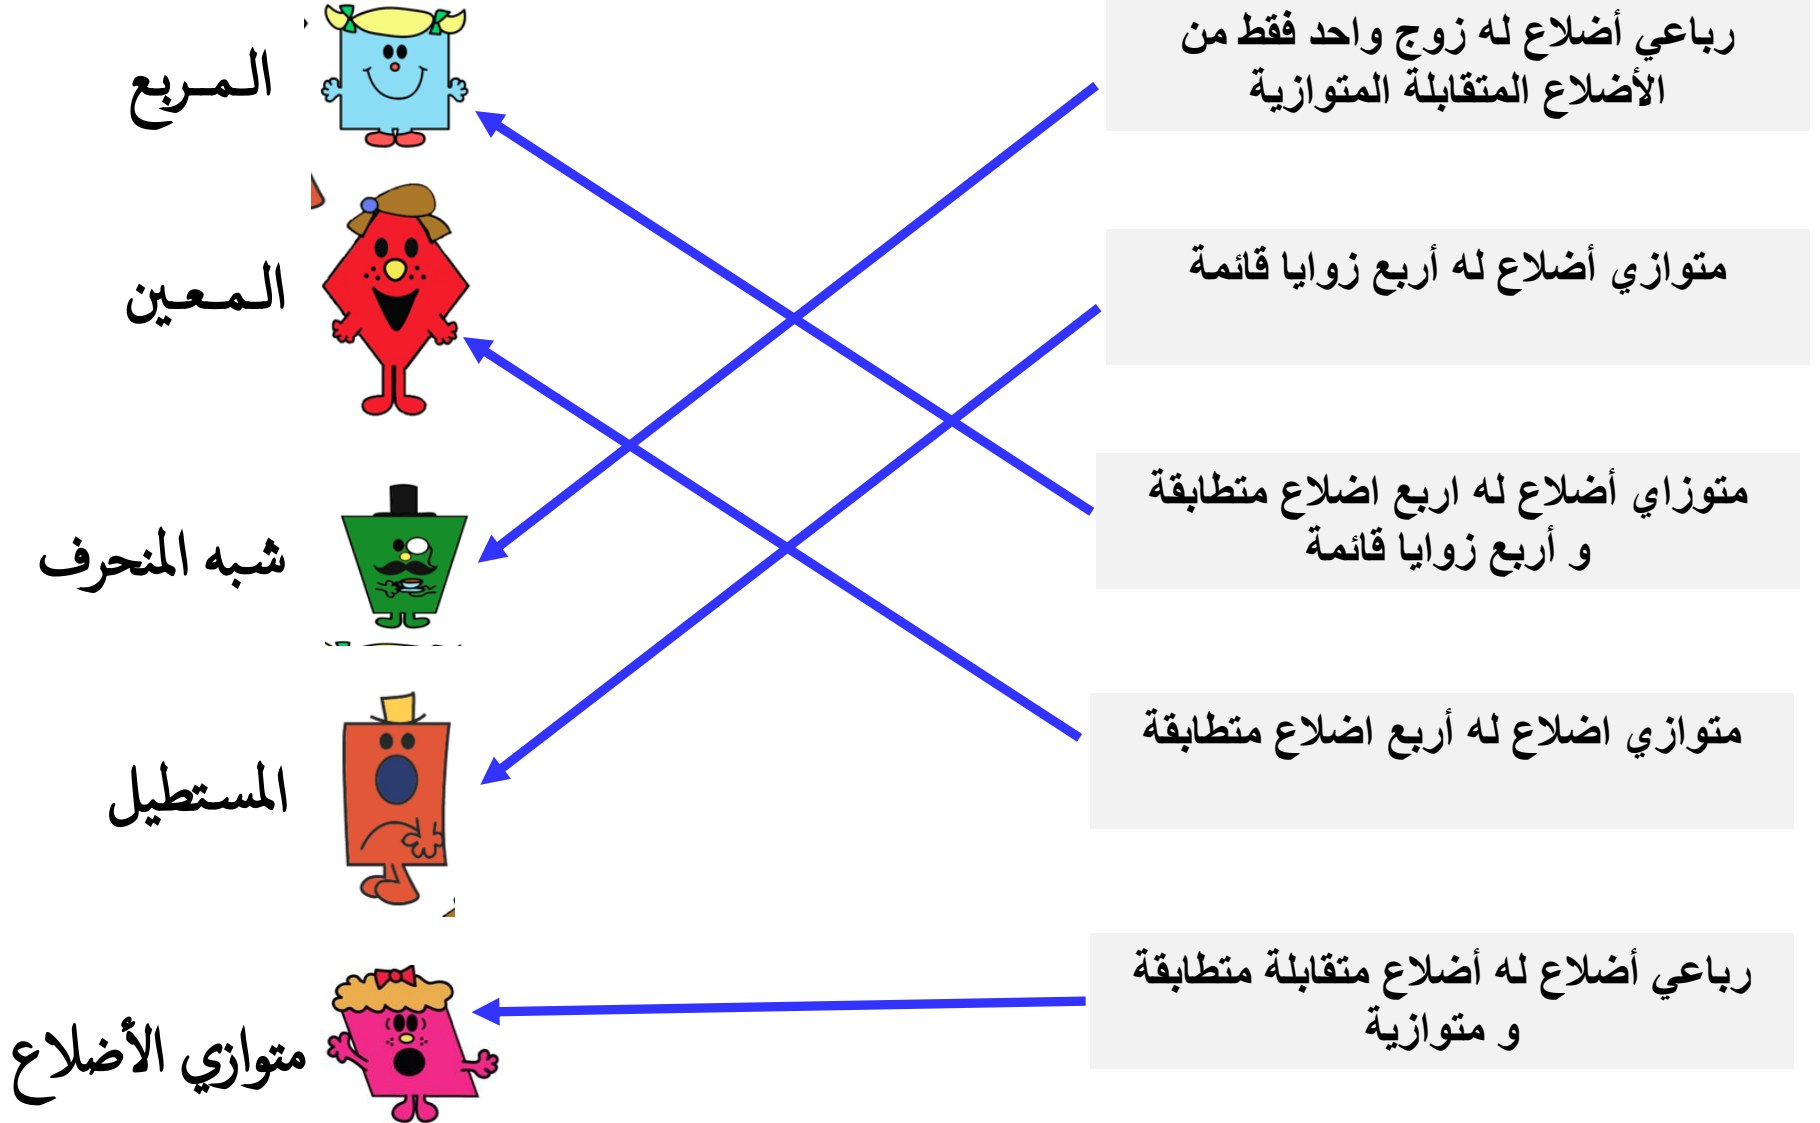 رباعي أضلاع له زوج واحد فقط من
الأضلاع المتقابلة المتوازية
المربع
متوازي أضلاع له أربع زوايا قائمة
المعين
متوزاي أضلاع له اربع اضلاع متطابقة
و أربع زوايا قائمة
شبه المنحرف
متوازي اضلاع له أربع اضلاع متطابقة
المستطيل
رباعي أضلاع له أضلاع متقابلة متطابقة
و متوازية
متوازي الأضلاع